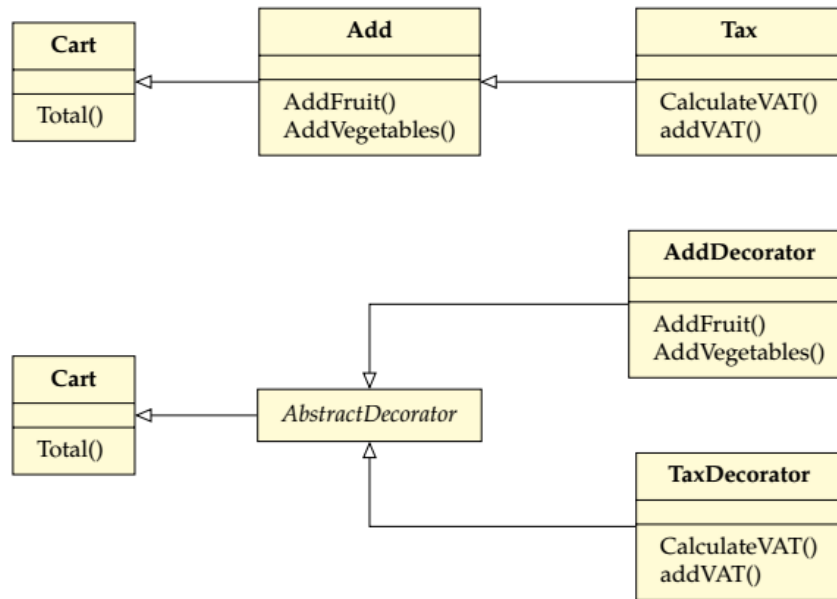 Cart
Total()
Add
AddFruit()
AddVegetables()
Tax
CalculateVAT()
addVAT()
Cart
Total()
AbstractDecorator
AddDecorator
AddFruit()
AddVegetables()
TaxDecorator
CalculateVAT()
addVAT()